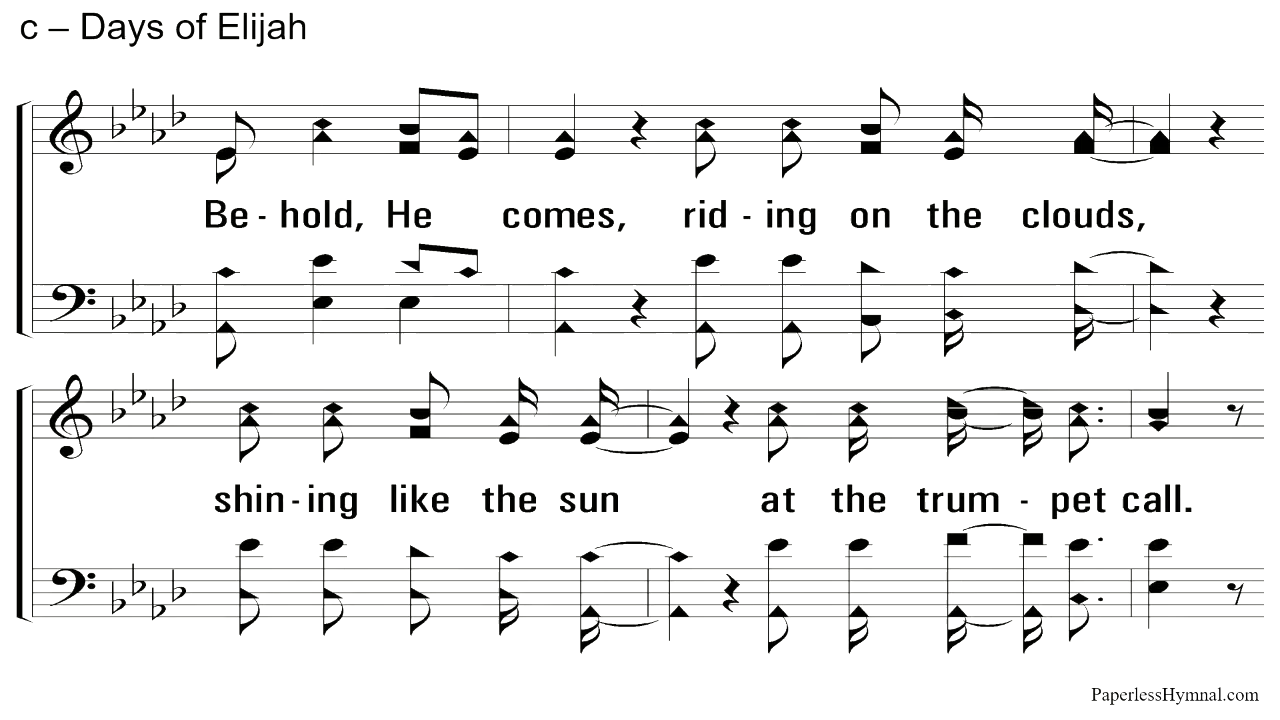 c – Days of Elijah
Be - hold, He comes, rid - ing on the clouds,
shin - ing like the sun at the trum - pet call.
PaperlessHymnal.com